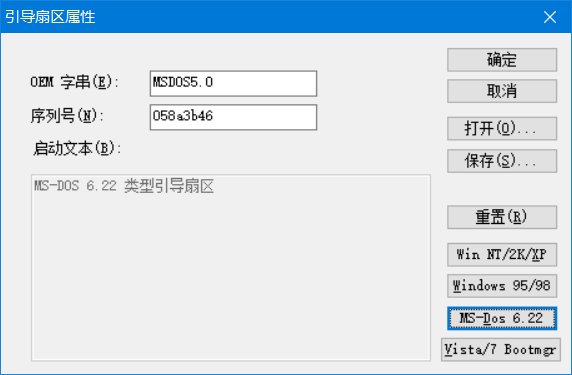 引导扇区属性
OEM 字串(E):
MSDOS5.0
序列号(N):
058a3b46
启动文本(B):
MS-DOS 6.22 类型引导扇区
确定
取消
打开(O)...
保存(S)...
重置(R)
Win NT/2K/XP
Windows 95/98
MS-Dos 6.22
Vista/7 Bootmgr